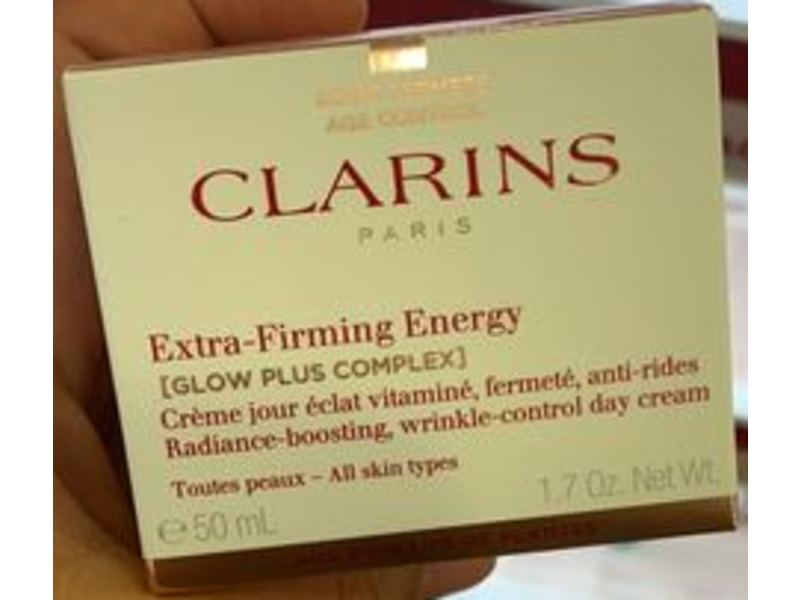 AGE CONTROL
CLARINS
PARIS
Extra-Firming Energy
[GLOW PLUS COMPLEX]
Crème jour éclat vitaminé, fermeté, anti-rides
Radiance-boosting, wrinkle-control day cream
Toutes peaux – All skin types
1.7 Oz. Net Wt.
℮ 50 mL